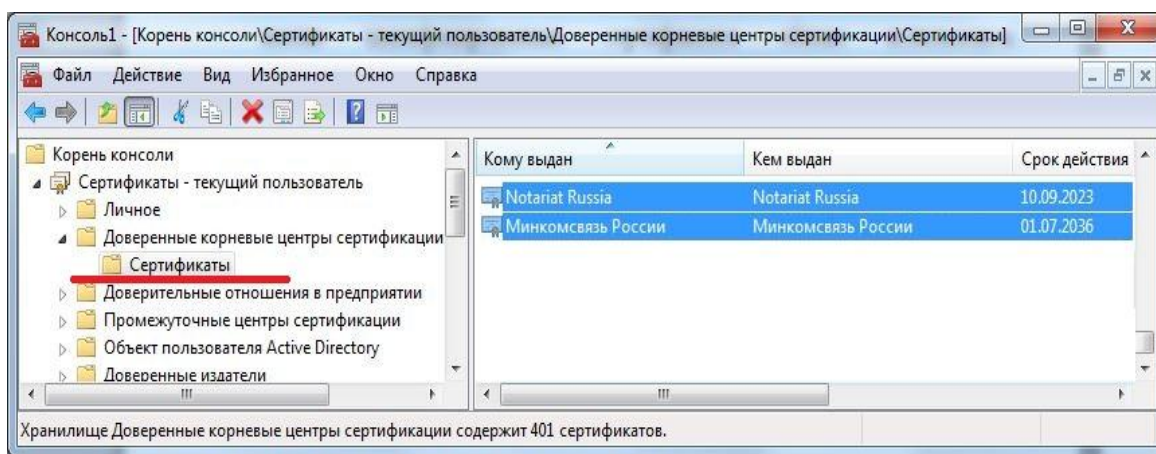 Консоль1 - [Корень консоли\Сертификаты - текущий пользователь\Доверенные корневые центры сертификации\Сертификаты]
Файл Действие Вид Избранное Окно Справка
Корень консоли
Сертификаты - текущий пользователь
Личное
Доверенные корневые центры сертификации
Сертификаты
Доверительные отношения в предприятии
Промежуточные центры сертификации
Объект пользователя Active Directory
Доверенные издатели
Кому выдан Кем выдан Срок действия
Notariat Russia Notariat Russia 10.09.2023
Минкомсвязь России Минкомсвязь России 01.07.2036
Хранилище Доверенные корневые центры сертификации содержит 401 сертификатов.